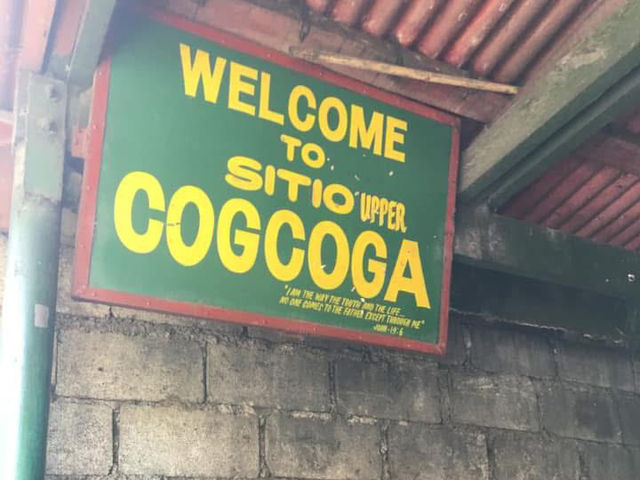 WELCOME
TO
SITIO UPPER
COGCOGA
"I AM THE WAY THE TRUTH AND THE LIFE...
NO ONE COMES TO THE FATHER EXCEPT THROUGH ME"
JOHN-14:6